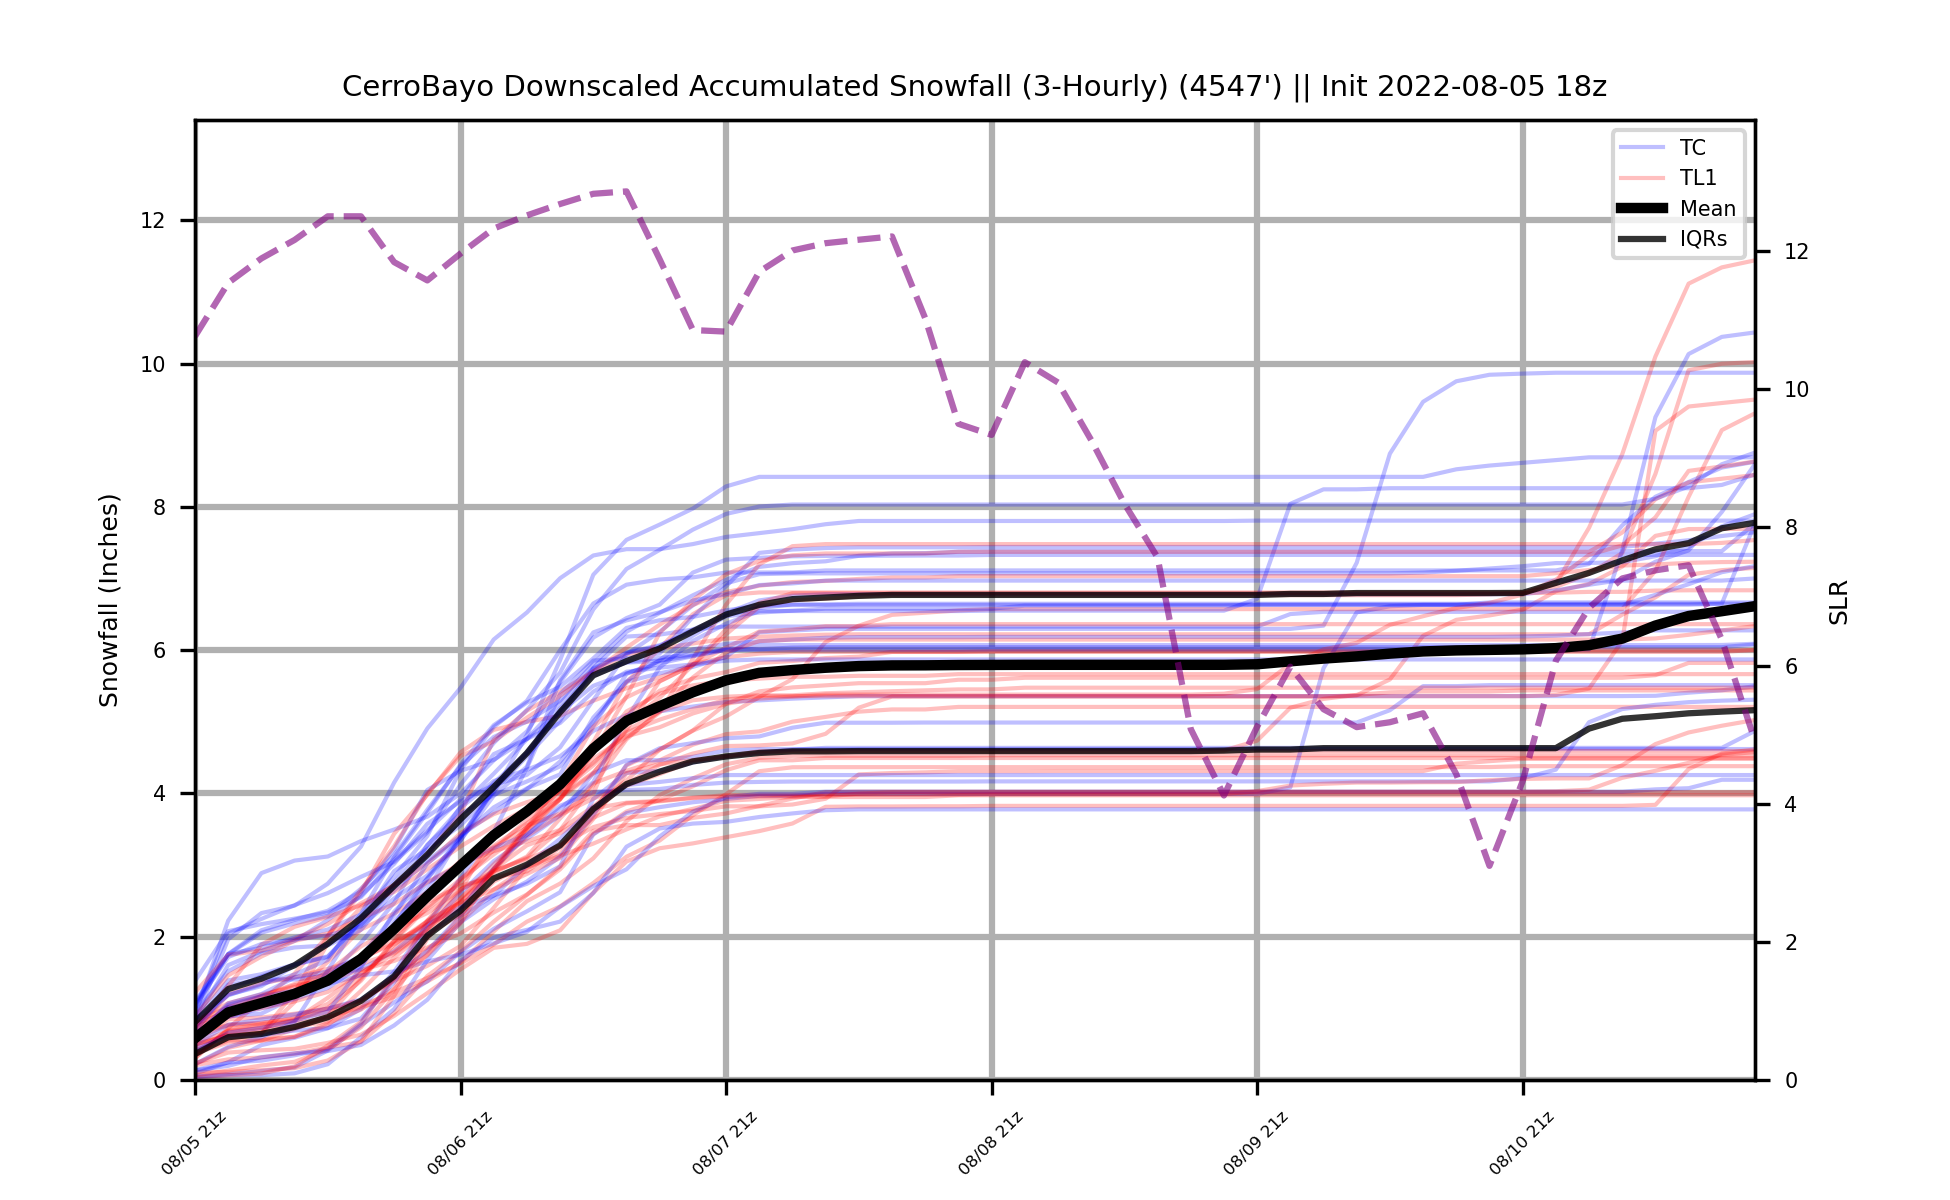 CerroBayo Downscaled Accumulated Snowfall (3-Hourly) (4547') || Init 2022-08-05 18z
TC
TL1
Mean
IQRs
Snowfall (Inches)
12
10
8
6
4
2
0
SLR
12
10
8
6
4
2
0
08/05 21z
08/06 21z
08/07 21z
08/08 21z
08/09 21z
08/10 21z